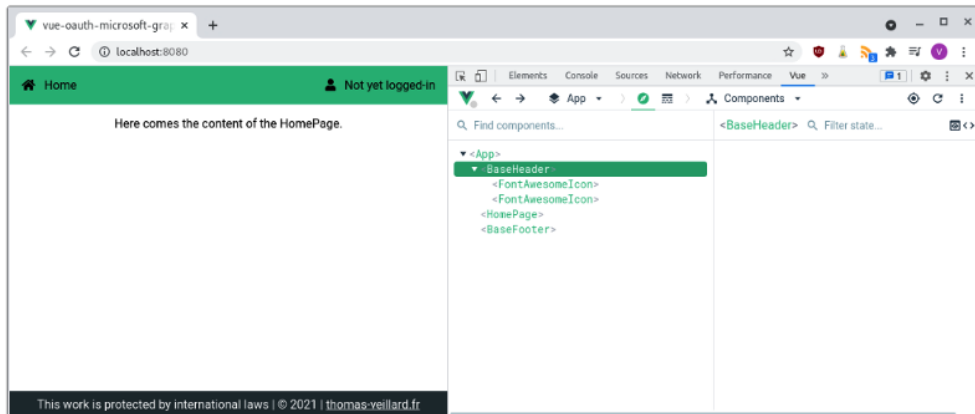 vue-oauth-microsoft-grap
localhost:8080
Home
Not yet logged-in
Here comes the content of the HomePage.
This work is protected by international laws | © 2021 | thomas-veillard.fr
Elements Console Sources Network Performance Vue » 1
App Components
Find components...
<BaseHeader> Filter state...
<App>
<BaseHeader>
<FontAwesomeIcon>
<FontAwesomeIcon>
<HomePage>
<BaseFooter>